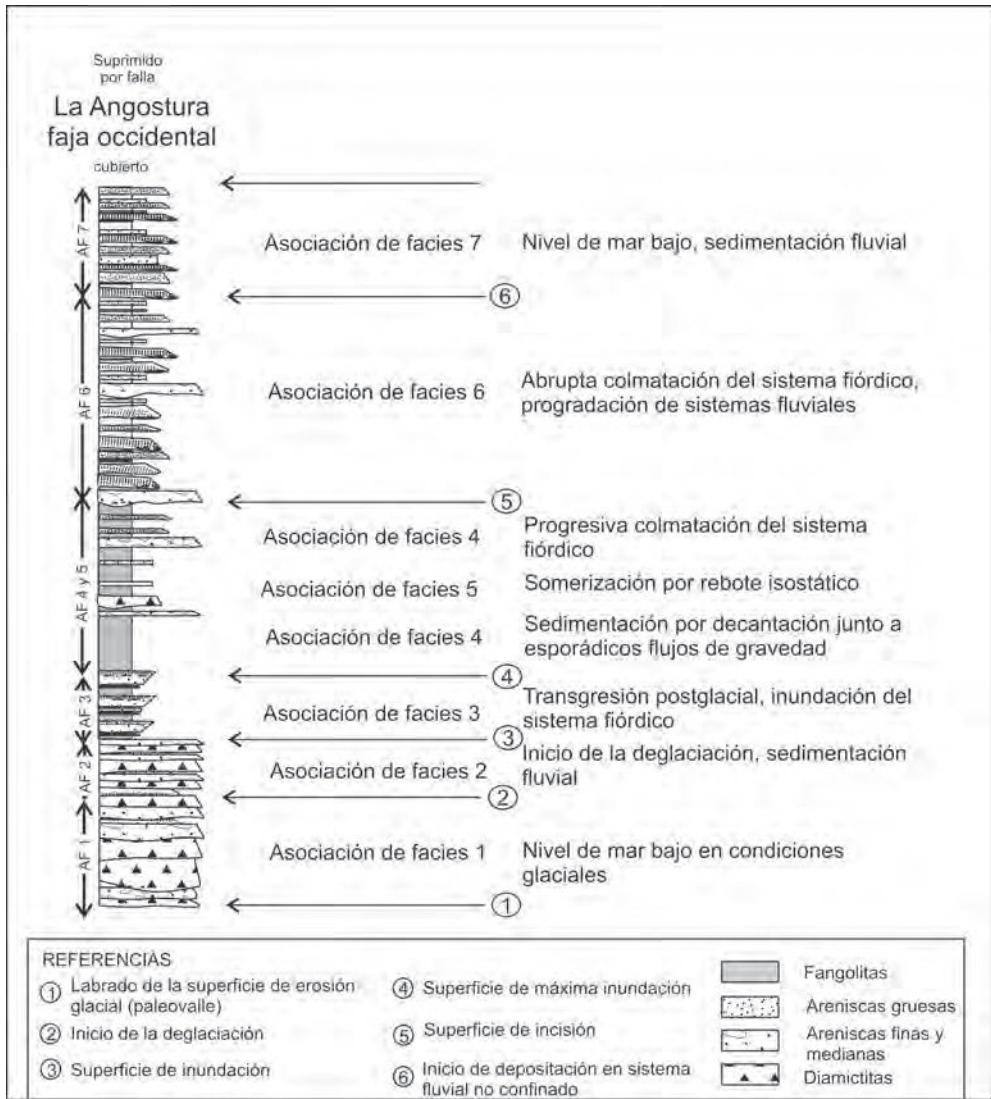 Suprimido
por falla
La Angostura
faja occidental
cubierto
AF 7
Asociación de facies 7 Nivel de mar bajo, sedimentación fluvial
6
AF 6
Asociación de facies 6 Abrupta colmatación del sistema fiórdico,
progradación de sistemas fluviales
5
AF 4 y 5
Asociación de facies 4 Progresiva colmatación del sistema
fiórdico
Asociación de facies 5 Somerización por rebote isostático
Asociación de facies 4 Sedimentación por decantación junto a
esporádicos flujos de gravedad
4
AF 3
Asociación de facies 3 Transgresión postglacial, inundación del
sistema fiórdico
3
AF 2
Asociación de facies 2 Inicio de la deglaciación, sedimentación
fluvial
2
AF 1
Asociación de facies 1 Nivel de mar bajo en condiciones
glaciales
1
REFERENCIAS
1 Labrado de la superficie de erosión
glacial (paleovalle)
2 Inicio de la deglaciación
3 Superficie de inundación
4 Superficie de máxima inundación
5 Superficie de incisión
6 Inicio de depositación en sistema
fluvial no confinado
Fangolitas
Areniscas gruesas
Areniscas finas y
medianas
Diamictitas